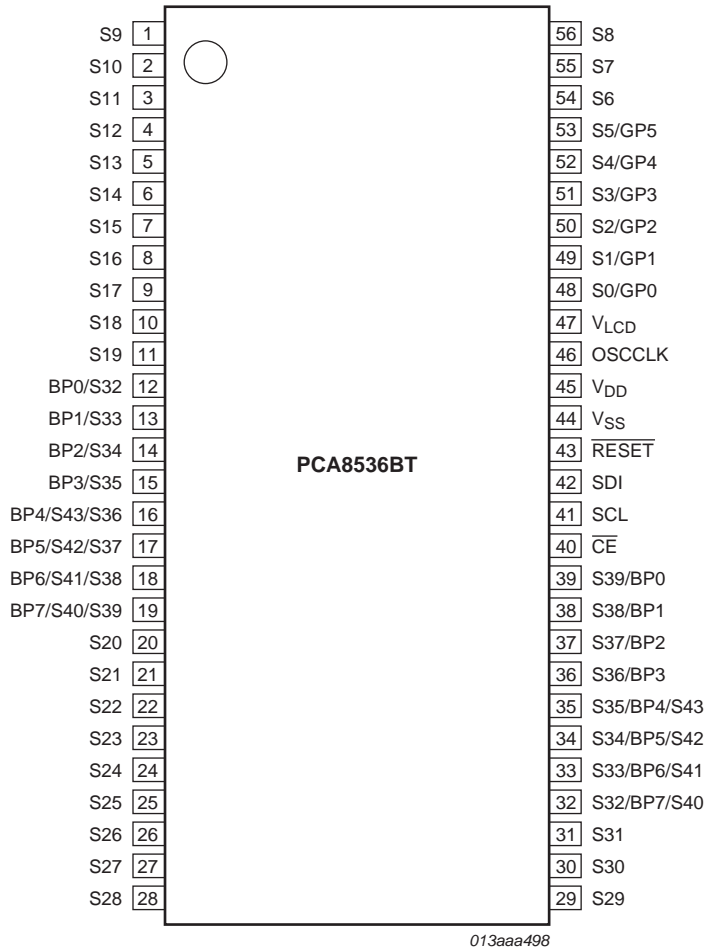 S9 1 56 S8
S10 2 55 S7
S11 3 54 S6
S12 4 53 S5/GP5
S13 5 52 S4/GP4
S14 6 51 S3/GP3
S15 7 50 S2/GP2
S16 8 49 S1/GP1
S17 9 48 S0/GP0
S18 10 47 VLCD
S19 11 46 OSCCLK
BP0/S32 12 45 VDD
BP1/S33 13 44 VSS
BP2/S34 14 43 RESET
PCA8536BT
BP3/S35 15 42 SDI
BP4/S43/S36 16 41 SCL
BP5/S42/S37 17 40 CE
BP6/S41/S38 18 39 S39/BP0
BP7/S40/S39 19 38 S38/BP1
S20 20 37 S37/BP2
S21 21 36 S36/BP3
S22 22 35 S35/BP4/S43
S23 23 34 S34/BP5/S42
S24 24 33 S33/BP6/S41
S25 25 32 S32/BP7/S40
S26 26 31 S31
S27 27 30 S30
S28 28 29 S29
013aaa498